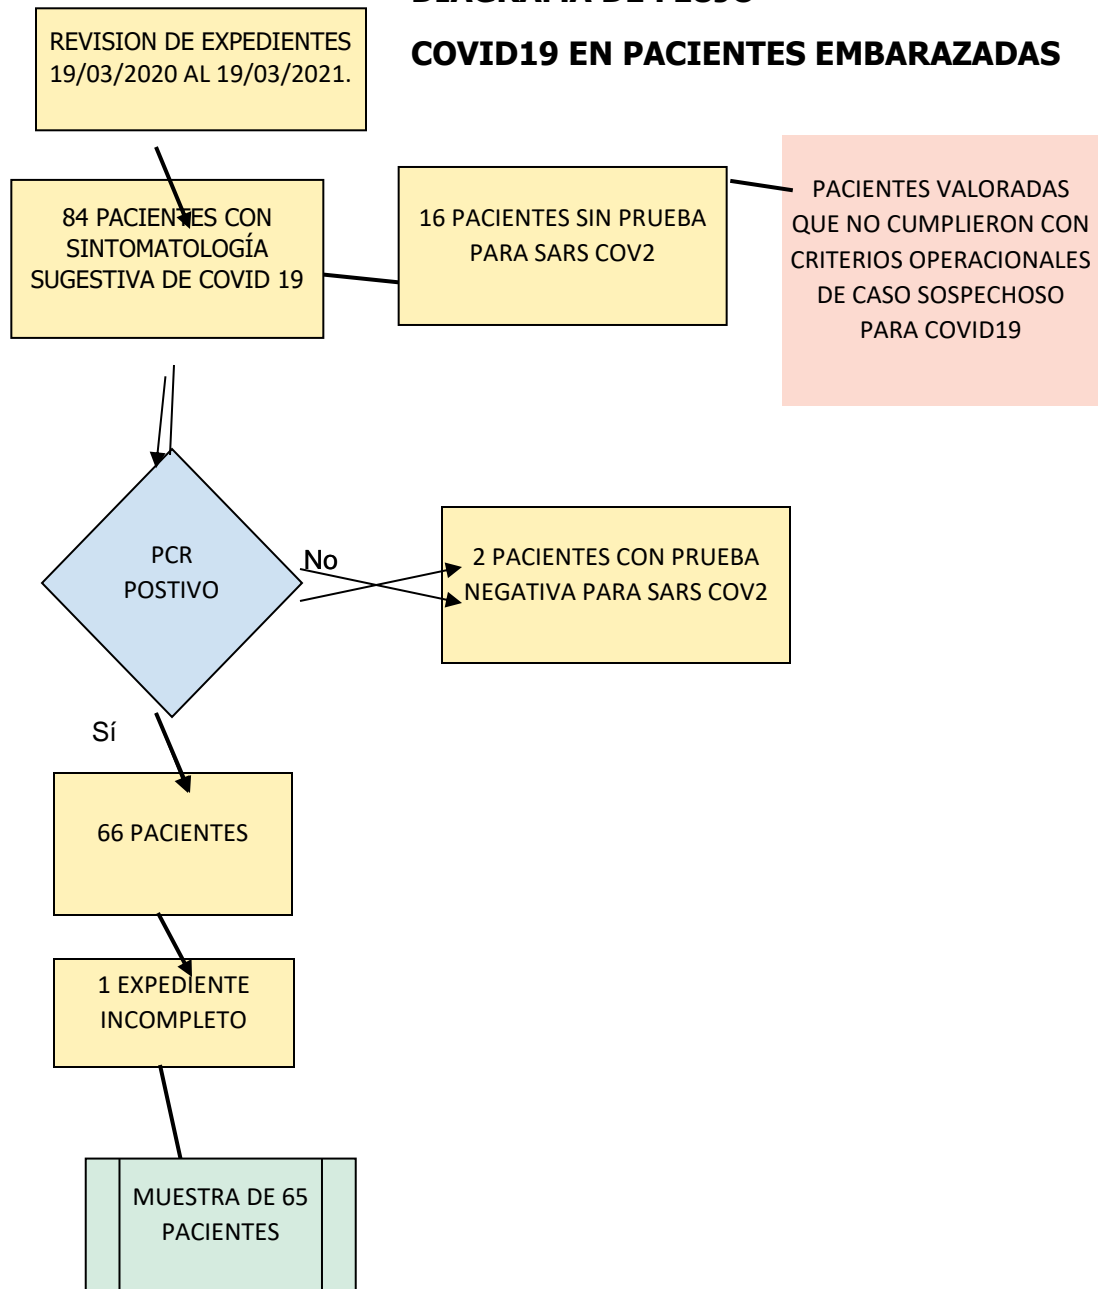 DIAGRAMA DE FLUJO
COVID19 EN PACIENTES EMBARAZADAS
REVISION DE EXPEDIENTES
19/03/2020 AL 19/03/2021.
84 PACIENTES CON
SINTOMATOLOGÍA
SUGESTIVA DE COVID 19
16 PACIENTES SIN PRUEBA
PARA SARS COV2
PACIENTES VALORADAS
QUE NO CUMPLIERON CON
CRITERIOS OPERACIONALES
DE CASO SOSPECHOSO
PARA COVID19
PCR
POSTIVO
No
2 PACIENTES CON PRUEBA
NEGATIVA PARA SARS COV2
Sí
66 PACIENTES
1 EXPEDIENTE
INCOMPLETO
MUESTRA DE 65
PACIENTES